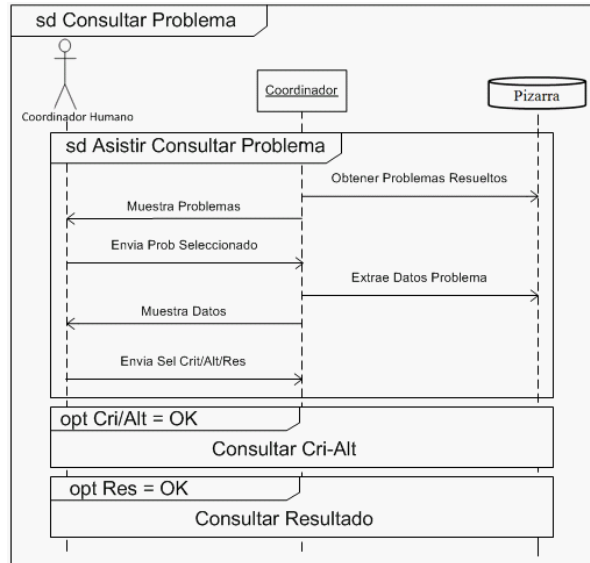 sd Consultar Problema
Coordinador Humano
Coordinador
Pizarra
sd Asistir Consultar Problema
Obtener Problemas Resueltos
Muestra Problemas
Envia Prob Seleccionado
Extrae Datos Problema
Muestra Datos
Envia Sel Crit/Alt/Res
opt Cri/Alt = OK
Consultar Cri-Alt
opt Res = OK
Consultar Resultado